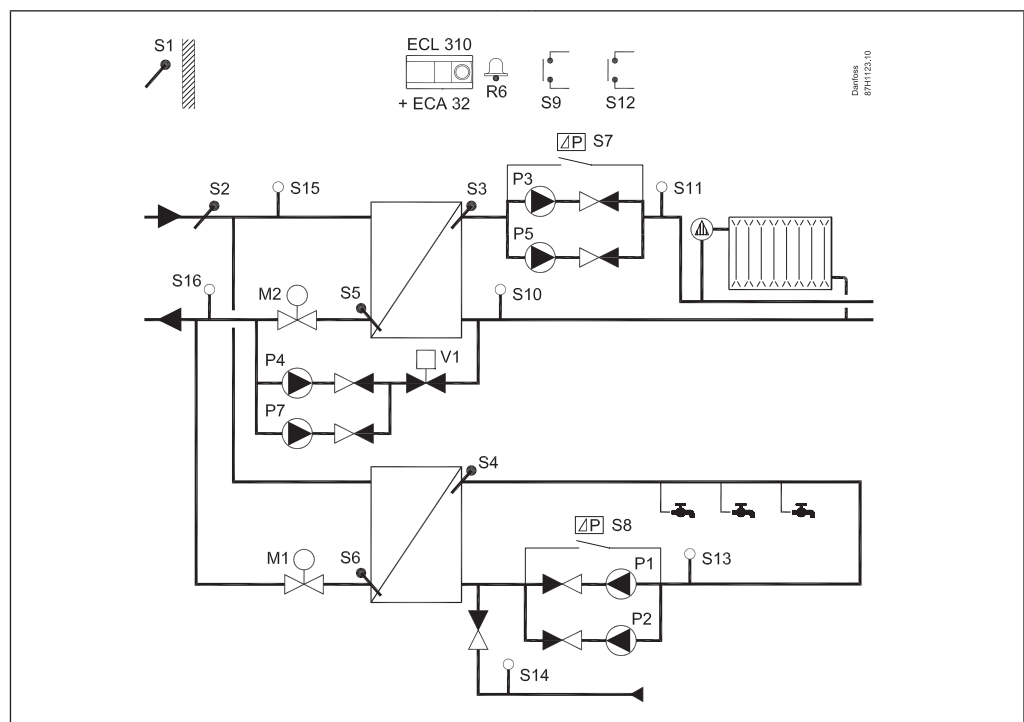 S1
ECL 310
+ ECA 32
R6
S9
S12
Danfoss
87H1123.10
ΔP S7
S2
S15
S3
P3
S11
P5
S16
M2
S5
S10
P4
V1
P7
S4
ΔP S8
M1
S6
P1
S13
P2
S14